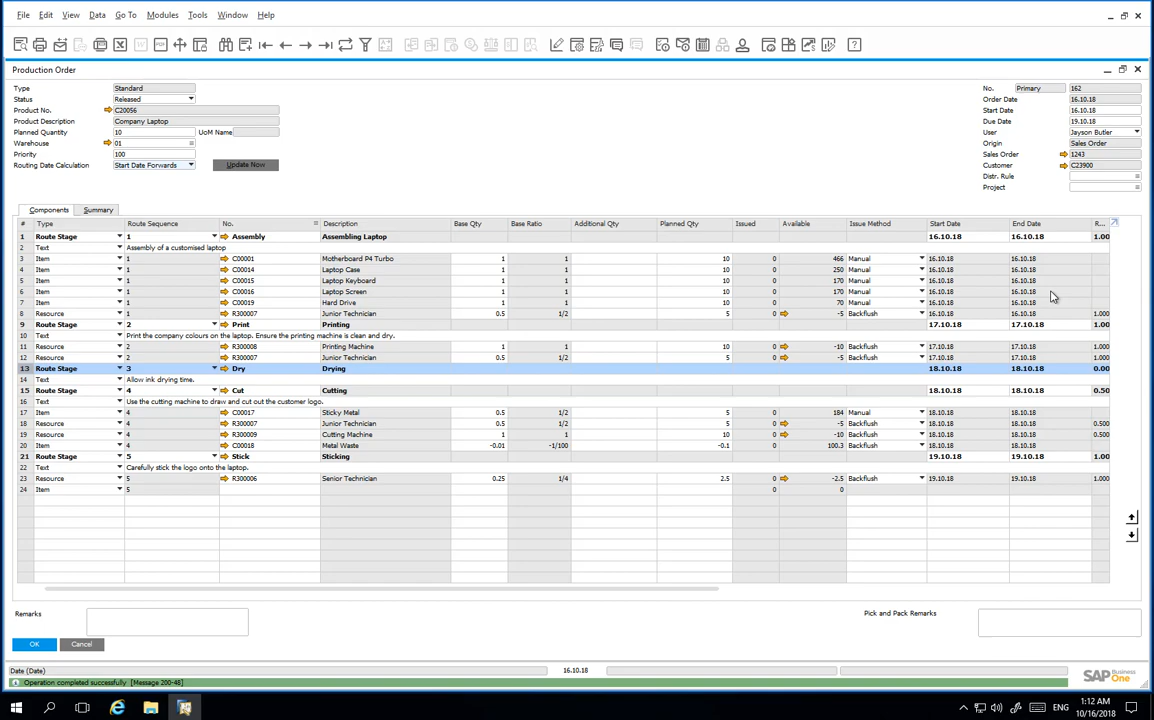 File Edit View Data Go To Modules Tools Window Help
Production Order
Type Standard
Status Released
Product No. C20056
Product Description Company Laptop
Planned Quantity 10 UoM Name
Warehouse 01
Priority 100
Routing Date Calculation Start Date Forwards Update Now
No. Primary 162
Order Date 16.10.18
Start Date 16.10.18
Due Date 19.10.18
User Jayson Butler
Origin Sales Order
Sales Order 1243
Customer C23900
Distr. Rule
Project
Components Summary
# Type Route Sequence No. Description Base Qty Base Ratio Additional Qty Planned Qty Issued Available Issue Method Start Date End Date R...
1 Route Stage 1 Assembly Assembling Laptop 16.10.18 16.10.18 1.00
2 Text Assembly of a customised laptop
3 Item 1 C00001 Motherboard P4 Turbo 1 1 10 0 466 Manual 16.10.18 16.10.18
4 Item 1 C00014 Laptop Case 1 1 10 0 250 Manual 16.10.18 16.10.18
5 Item 1 C00015 Laptop Keyboard 1 1 10 0 170 Manual 16.10.18 16.10.18
6 Item 1 C00016 Laptop Screen 1 1 10 0 170 Manual 16.10.18 16.10.18
7 Item 1 C00019 Hard Drive 1 1 10 0 70 Manual 16.10.18 16.10.18
8 Resource 1 R300007 Junior Technician 0.5 1/2 5 0 -5 Backflush 16.10.18 16.10.18 1.000
9 Route Stage 2 Print Printing 17.10.18 17.10.18 1.00
10 Text Print the company colours on the laptop. Ensure the printing machine is clean and dry.
11 Resource 2 R300008 Printing Machine 1 1 10 0 -10 Backflush 17.10.18 17.10.18 1.000
12 Resource 2 R300007 Junior Technician 0.5 1/2 5 0 -5 Backflush 17.10.18 17.10.18 1.000
13 Route Stage 3 Dry Drying 18.10.18 18.10.18 0.00
14 Text Allow ink drying time.
15 Route Stage 4 Cut Cutting 18.10.18 18.10.18 0.50
16 Text Use the cutting machine to draw and cut out the customer logo.
17 Item 4 C00017 Sticky Metal 0.5 1/2 5 0 184 Manual 18.10.18 18.10.18
18 Resource 4 R300007 Junior Technician 0.5 1/2 5 0 -5 Backflush 18.10.18 18.10.18 0.500
19 Resource 4 R300009 Cutting Machine 1 1 10 0 -10 Backflush 18.10.18 18.10.18 0.500
20 Item 4 C00018 Metal Waste -0.01 -1/100 -0.1 0 100.3 Backflush 18.10.18 18.10.18
21 Route Stage 5 Stick Sticking 19.10.18 19.10.18 1.00
22 Text Carefully stick the logo onto the laptop.
23 Resource 5 R300006 Senior Technician 0.25 1/4 2.5 0 -2.5 Backflush 19.10.18 19.10.18 1.000
24 Item 5 0 0
Remarks
Pick and Pack Remarks
OK Cancel
Date (Date) 16.10.18
Operation completed successfully [Message 200-48]
SAP Business One
ENG 1:12 AM
10/16/2018